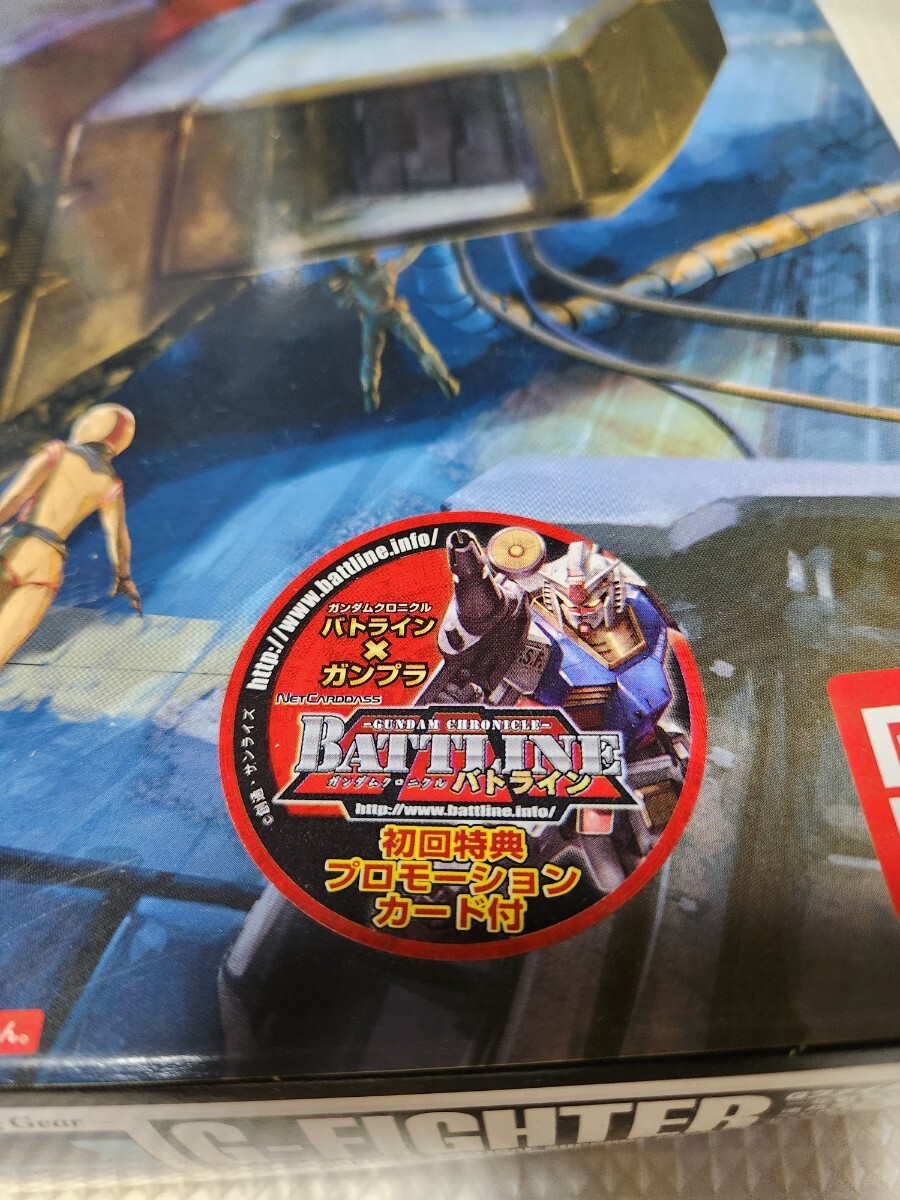 http://www.battline.info/
ガンダムクロニクル
バトライン
×
ガンプラ
NETCARDDASS
-GUNDAM CHRONICLE-
BATTLINE
ガンダムクロニクル バトライン
http://www.battline.info/
初回特典
プロモーション
カード付
©創通・サンライズ
S.F.
ん。
Gear
G-FIGHTER